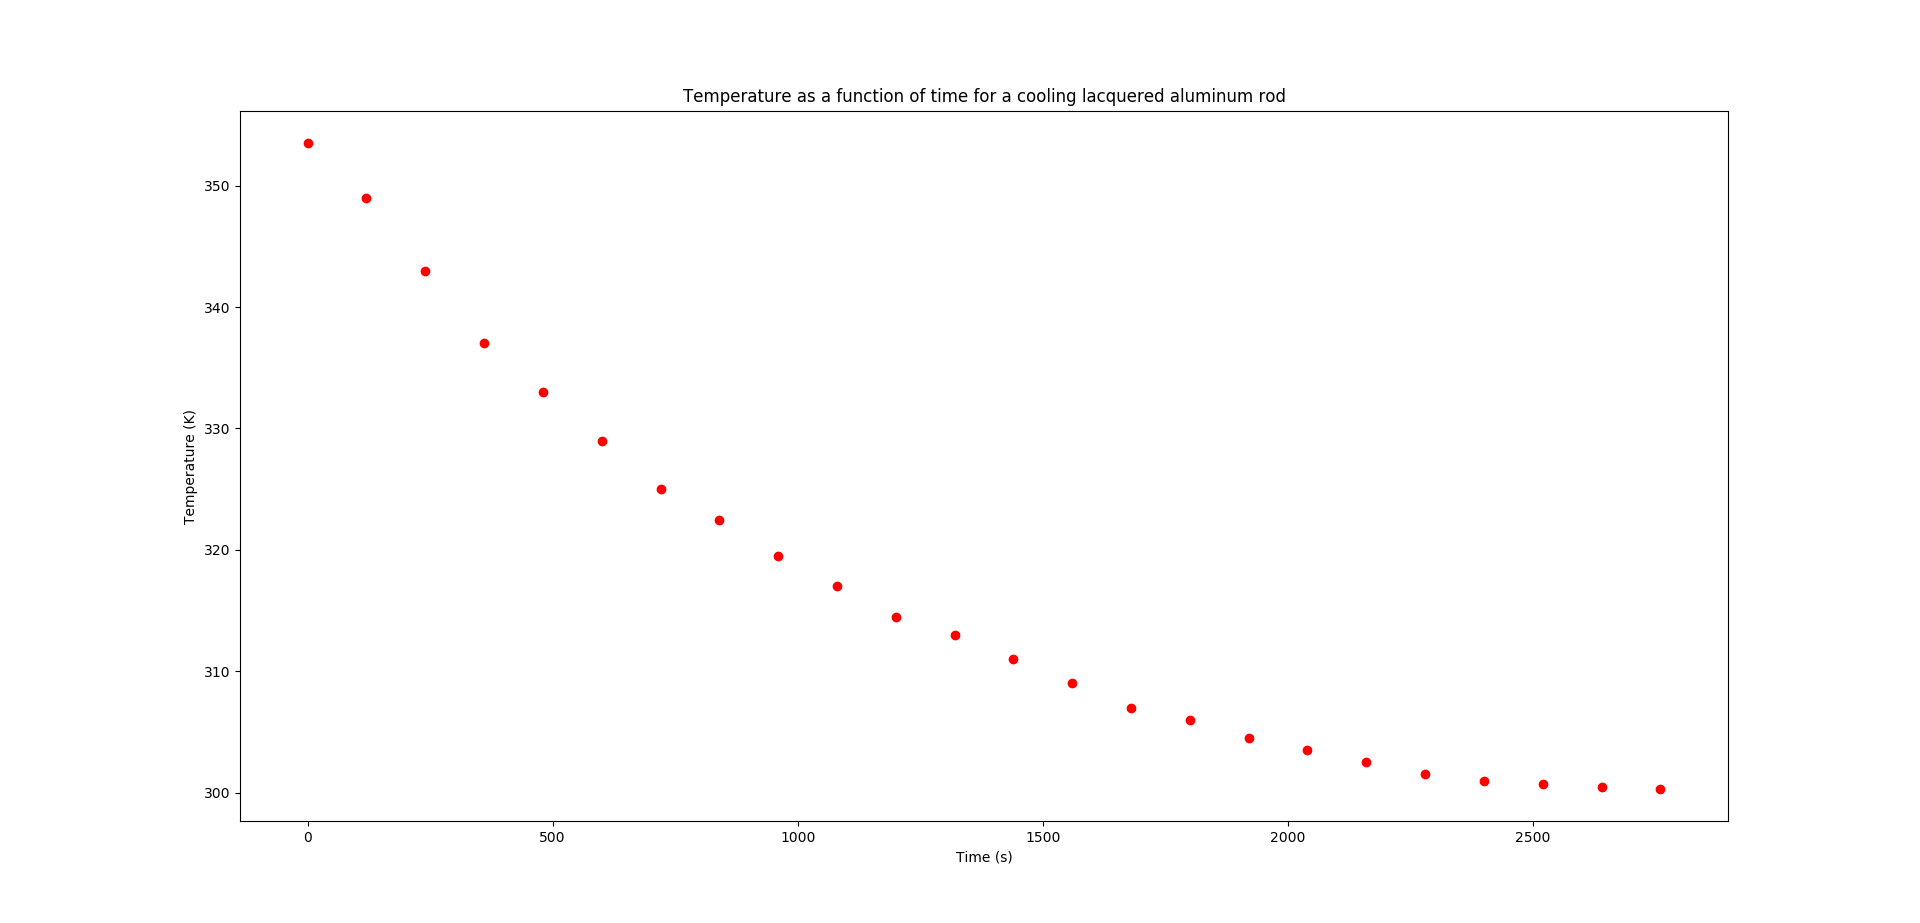 Temperature as a function of time for a cooling lacquered aluminum rod
350
340
330
320
310
300
Temperature (K)
0 500 1000 1500 2000 2500
Time (s)